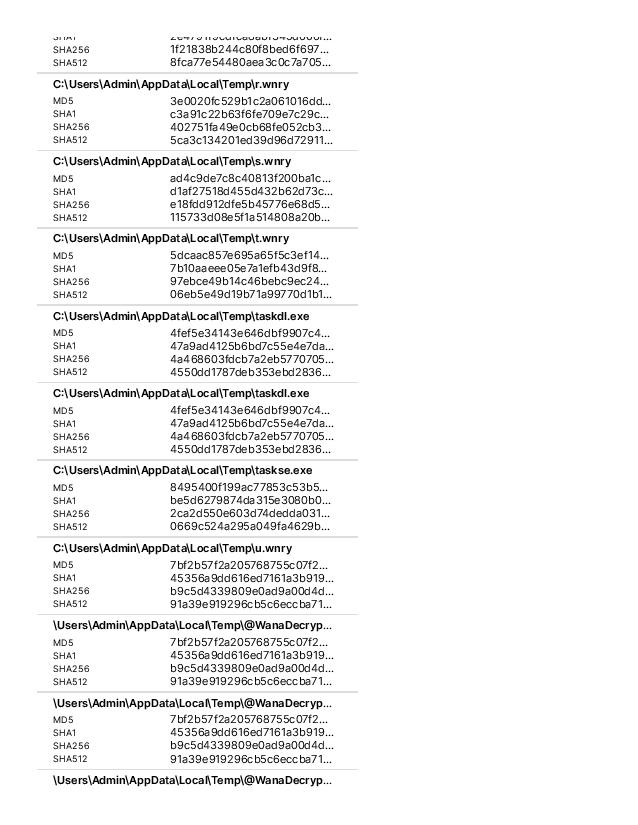 SHA256 1f21838b244c80f8bed6f697...
SHA512 8fca77e54480aea3c0c7a705...
C:\Users\Admin\AppData\Local\Temp\r.wnry
MD5 3e0020fc529b1c2a061016dd...
SHA1 c3a91c22b63f6fe709e7c29c...
SHA256 402751fa49e0cb68fe052cb3...
SHA512 5ca3c134201ed39d96d72911...
C:\Users\Admin\AppData\Local\Temp\s.wnry
MD5 ad4c9de7c8c40813f200ba1c...
SHA1 d1af27518d455d432b62d73c...
SHA256 e18fdd912dfe5b45776e68d5...
SHA512 115733d08e5f1a514808a20b...
C:\Users\Admin\AppData\Local\Temp\t.wnry
MD5 5dcaac857e695a65f5c3ef14...
SHA1 7b10aaeee05e7a1efb43d9f8...
SHA256 97ebce49b14c46bebc9ec24...
SHA512 06eb5e49d19b71a99770d1b1...
C:\Users\Admin\AppData\Local\Temp\taskdl.exe
MD5 4fef5e34143e646dbf9907c4...
SHA1 47a9ad4125b6bd7c55e4e7da...
SHA256 4a468603fdcb7a2eb5770705...
SHA512 4550dd1787deb353ebd2836...
C:\Users\Admin\AppData\Local\Temp\taskdl.exe
MD5 4fef5e34143e646dbf9907c4...
SHA1 47a9ad4125b6bd7c55e4e7da...
SHA256 4a468603fdcb7a2eb5770705...
SHA512 4550dd1787deb353ebd2836...
C:\Users\Admin\AppData\Local\Temp\taskse.exe
MD5 8495400f199ac77853c53b5...
SHA1 be5d6279874da315e3080b0...
SHA256 2ca2d550e603d74dedda031...
SHA512 0669c524a295a049fa4629b...
C:\Users\Admin\AppData\Local\Temp\u.wnry
MD5 7bf2b57f2a205768755c07f2...
SHA1 45356a9dd616ed7161a3b919...
SHA256 b9c5d4339809e0ad9a00d4d...
SHA512 91a39e919296cb5c6eccba71...
\Users\Admin\AppData\Local\Temp\@WanaDecryp...
MD5 7bf2b57f2a205768755c07f2...
SHA1 45356a9dd616ed7161a3b919...
SHA256 b9c5d4339809e0ad9a00d4d...
SHA512 91a39e919296cb5c6eccba71...
\Users\Admin\AppData\Local\Temp\@WanaDecryp...
MD5 7bf2b57f2a205768755c07f2...
SHA1 45356a9dd616ed7161a3b919...
SHA256 b9c5d4339809e0ad9a00d4d...
SHA512 91a39e919296cb5c6eccba71...
\Users\Admin\AppData\Local\Temp\@WanaDecryp...